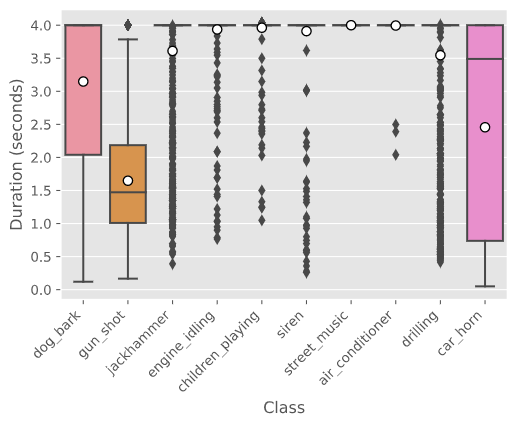 4.0
3.5
3.0
2.5
2.0
1.5
1.0
0.5
0.0
Duration (seconds)
dog_bark
gun_shot
jackhammer
engine_idling
children_playing
siren
street_music
air_conditioner
drilling
car_horn
Class